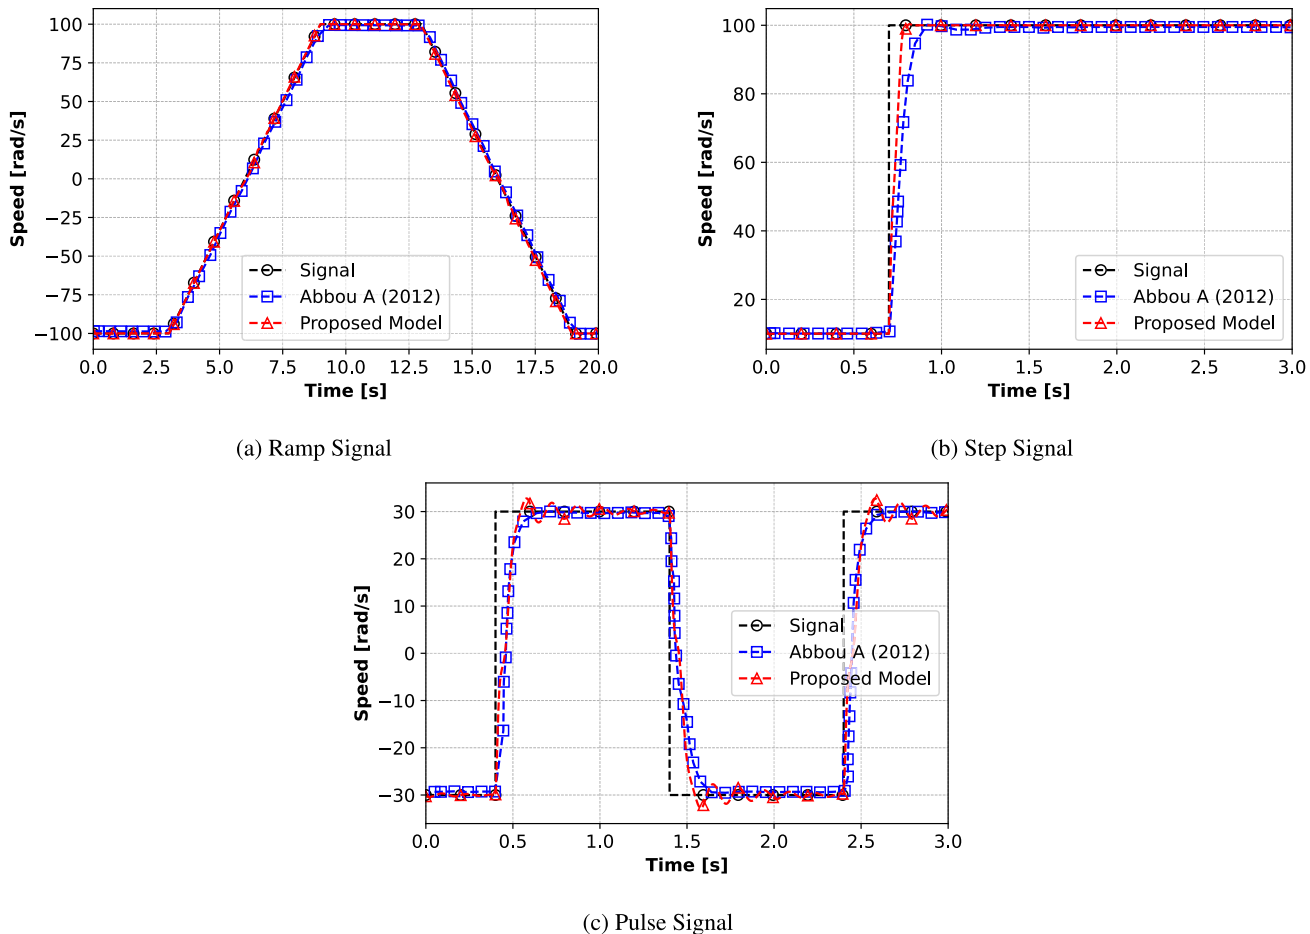 100
75
50
25
0
−25
−50
−75
−100
Speed [rad/s]
Signal
Abbou A (2012)
Proposed Model
0.0 2.5 5.0 7.5 10.0 12.5 15.0 17.5 20.0
Time [s]
(a) Ramp Signal
100
80
60
40
20
Speed [rad/s]
Signal
Abbou A (2012)
Proposed Model
0.0 0.5 1.0 1.5 2.0 2.5 3.0
Time [s]
(b) Step Signal
30
20
10
0
−10
−20
−30
Speed [rad/s]
Signal
Abbou A (2012)
Proposed Model
0.0 0.5 1.0 1.5 2.0 2.5 3.0
Time [s]
(c) Pulse Signal